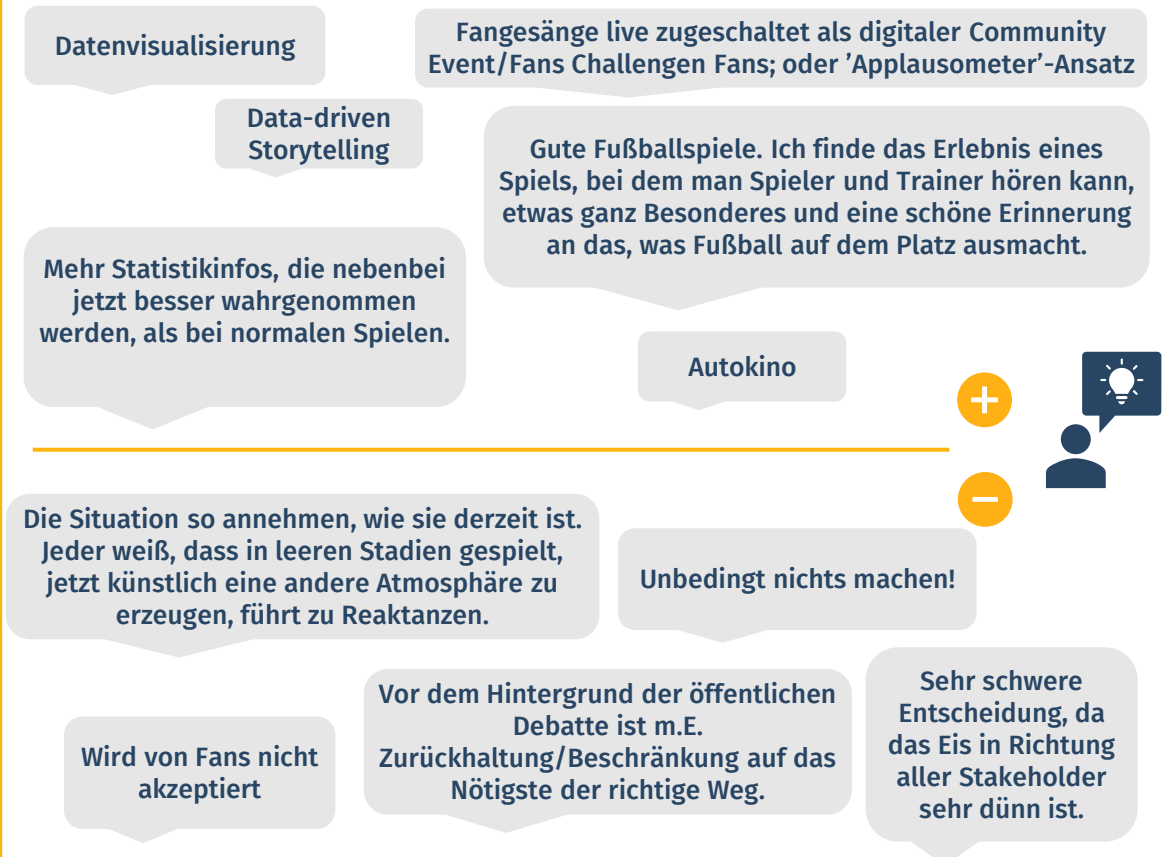 Datenvisualisierung
Fangesänge live zugeschaltet als digitaler Community
Event/Fans Challengen Fans; oder ’Applausometer’-Ansatz
Data-driven
Storytelling
Gute Fußballspiele. Ich finde das Erlebnis eines
Spiels, bei dem man Spieler und Trainer hören kann,
etwas ganz Besonderes und eine schöne Erinnerung
an das, was Fußball auf dem Platz ausmacht.
Mehr Statistikinfos, die nebenbei
jetzt besser wahrgenommen
werden, als bei normalen Spielen.
Autokino
Die Situation so annehmen, wie sie derzeit ist.
Jeder weiß, dass in leeren Stadien gespielt,
jetzt künstlich eine andere Atmosphäre zu
erzeugen, führt zu Reaktanzen.
Unbedingt nichts machen!
Wird von Fans nicht
akzeptiert
Vor dem Hintergrund der öffentlichen
Debatte ist m.E.
Zurückhaltung/Beschränkung auf das
Nötigste der richtige Weg.
Sehr schwere
Entscheidung, da
das Eis in Richtung
aller Stakeholder
sehr dünn ist.